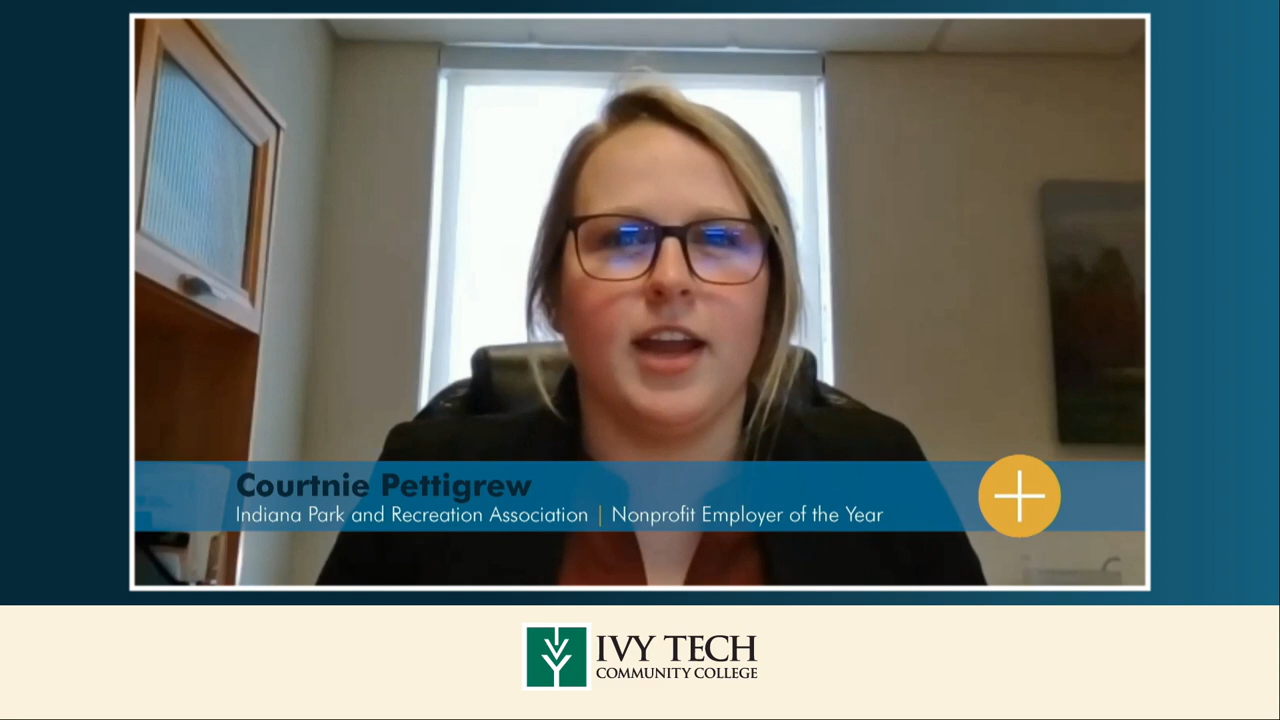 Courtnie Pettigrew
Indiana Park and Recreation Association | Nonprofit Employer of the Year
IVY TECH
COMMUNITY COLLEGE